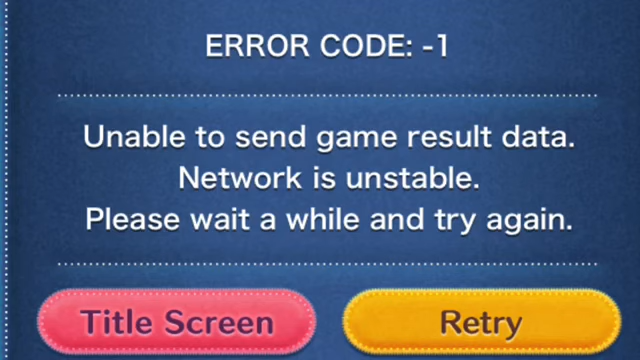 ERROR CODE: -1
Unable to send game result data.
Network is unstable.
Please wait a while and try again.
Title Screen
Retry